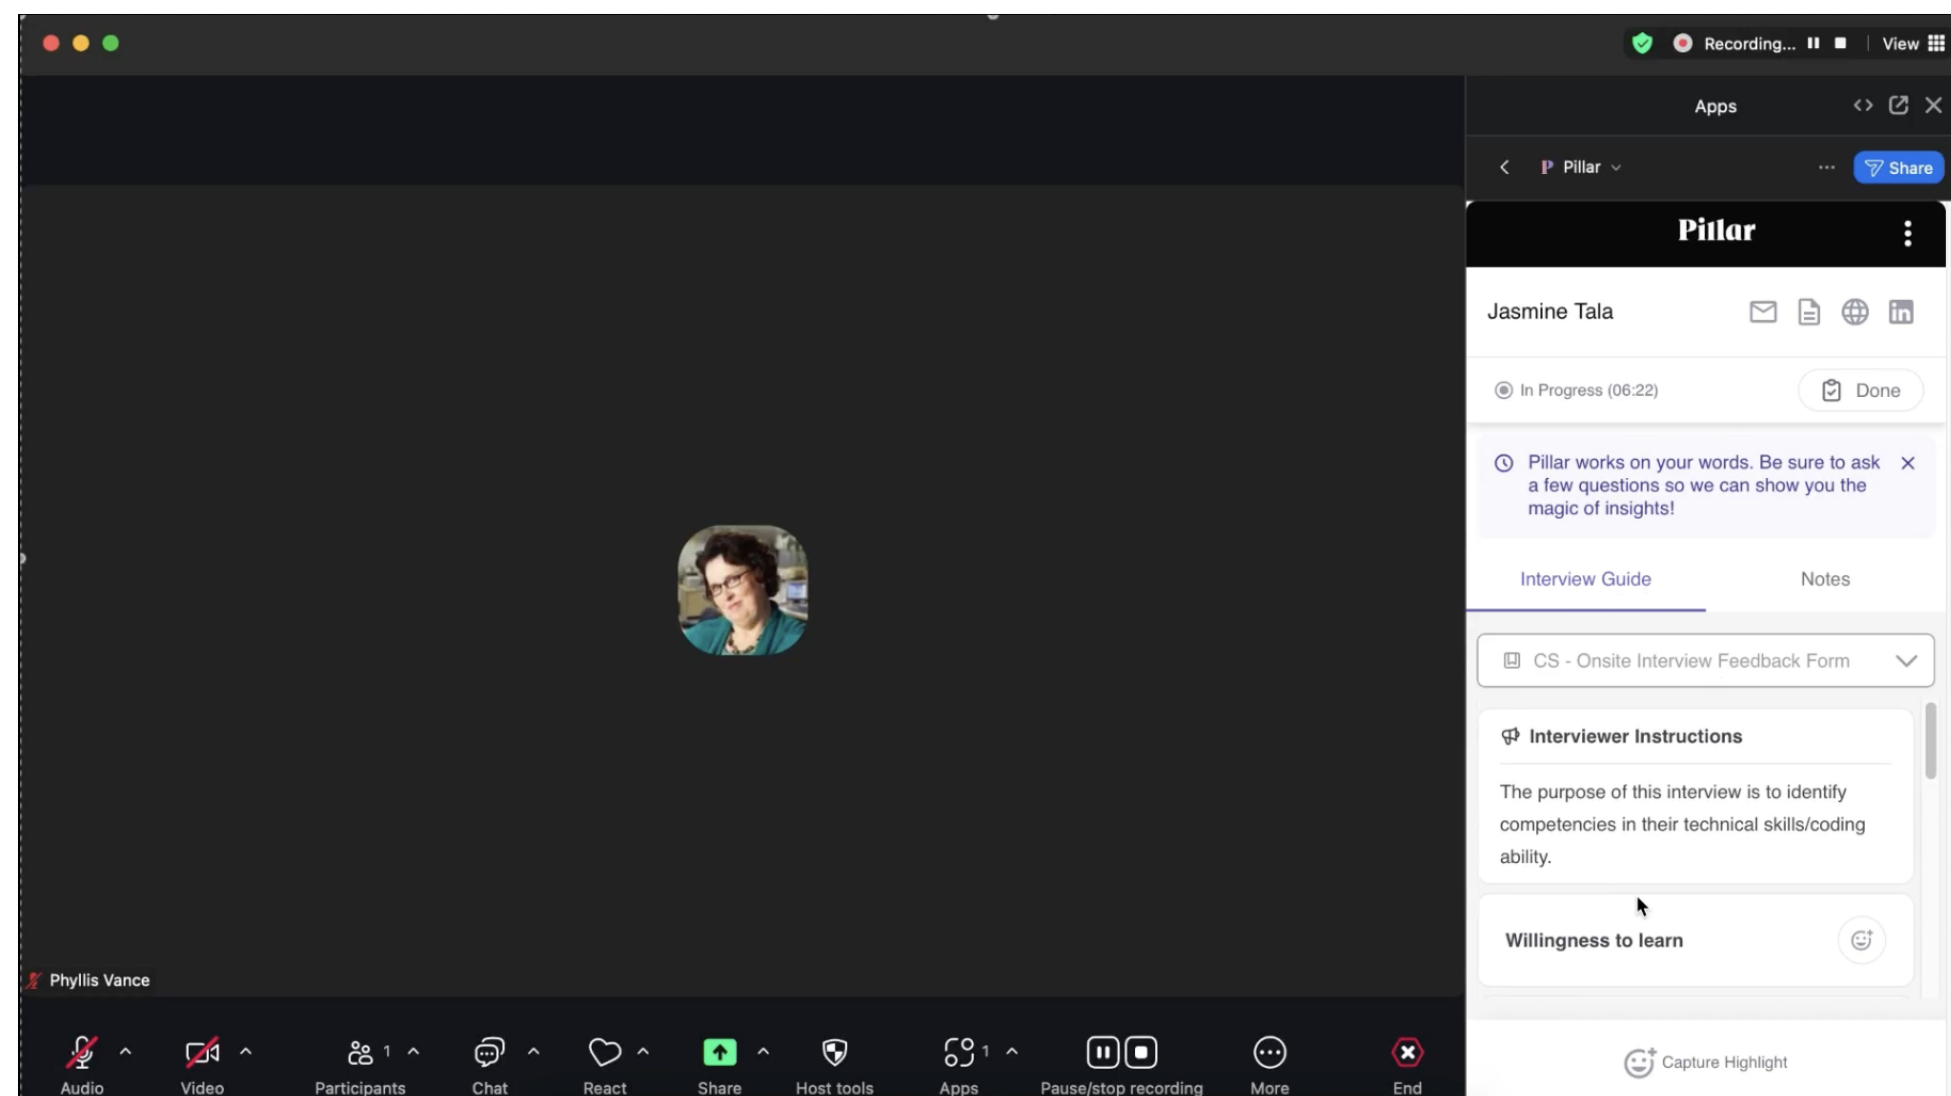 Recording...
View
Apps
Pillar
Share
Pillar
Jasmine Tala
In Progress (06:22)
Done
Pillar works on your words. Be sure to ask
a few questions so we can show you the
magic of insights!
Interview Guide
Notes
CS - Onsite Interview Feedback Form
Interviewer Instructions
The purpose of this interview is to identify
competencies in their technical skills/coding
ability.
Willingness to learn
Capture Highlight
Phyllis Vance
Audio
Video
1
Participants
Chat
React
Share
Host tools
1
Apps
Pause/stop recording
More
End